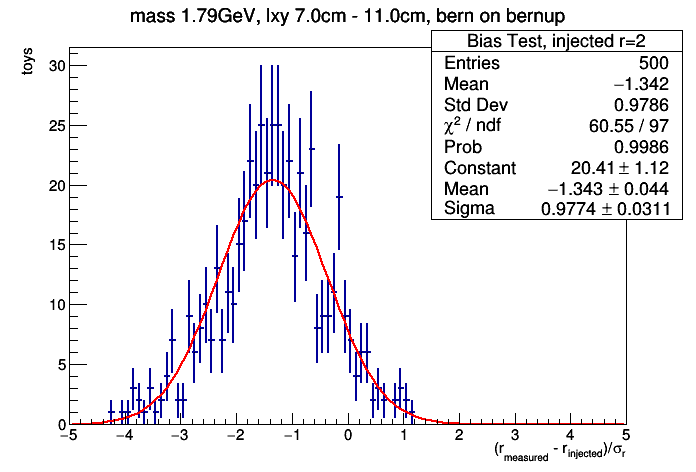 mass 1.79GeV, lxy 7.0cm - 11.0cm, bern on bernup
toys
Bias Test, injected r=2
Entries 500
Mean −1.342
Std Dev 0.9786
χ² / ndf 60.55 / 97
Prob 0.9986
Constant 20.41 ± 1.12
Mean −1.343 ± 0.044
Sigma 0.9774 ± 0.0311
30
25
20
15
10
5
0
−5 −4 −3 −2 −1 0 1 2 3 4 5
(r_measured - r_injected)/σ_r